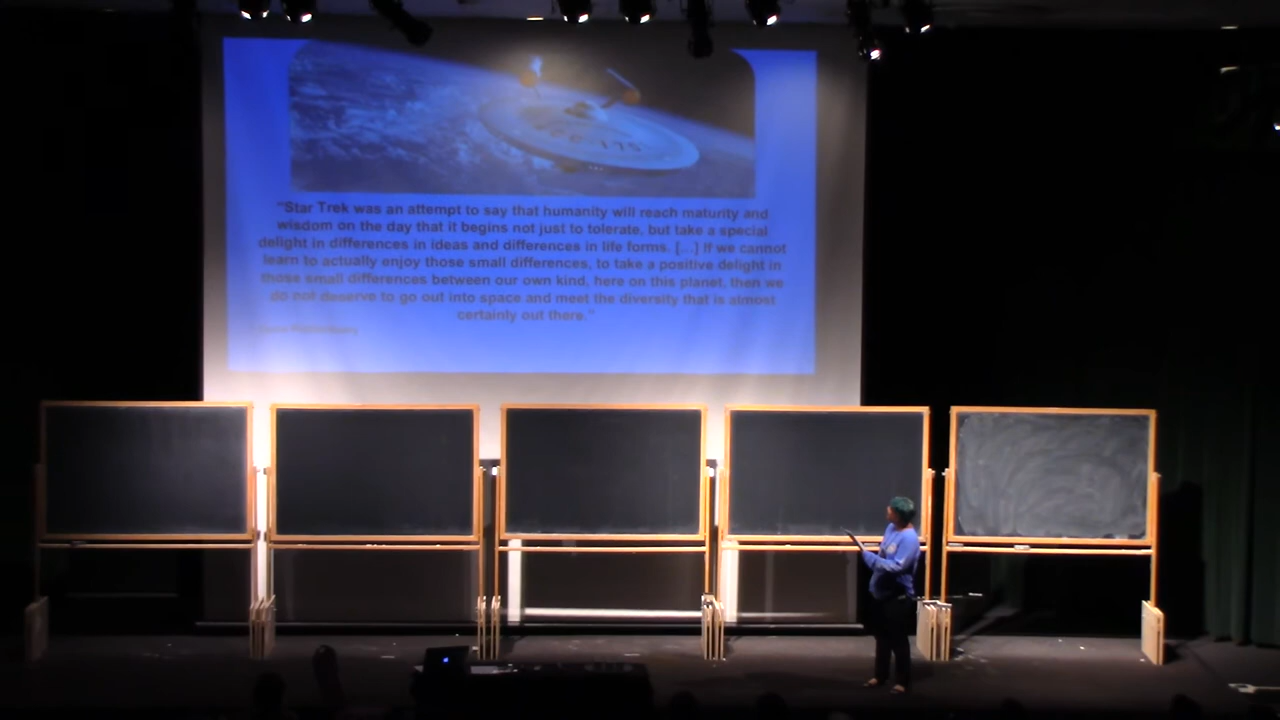 "Star Trek was an attempt to say that humanity will reach maturity and
wisdom on the day that it begins not just to tolerate, but take a special
delight in differences in ideas and differences in life forms. […] If we cannot
learn to actually enjoy those small differences, to take a positive delight in
those small differences between our own kind, here on this planet, then we
do not deserve to go out into space and meet the diversity that is almost
certainly out there."